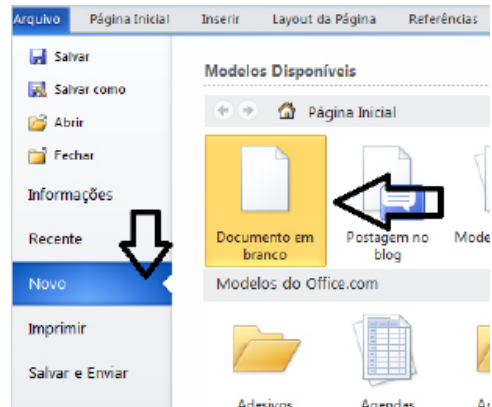 Arquivo Página Inicial Inserir Layout da Página Referências
Salvar
Salvar como
Abrir
Fechar
Informações
Recente
Novo
Imprimir
Salvar e Enviar
Modelos Disponíveis
Página Inicial
Documento em branco
Postagem no blog
Mode
Modelos do Office.com
Adesivos Agendas